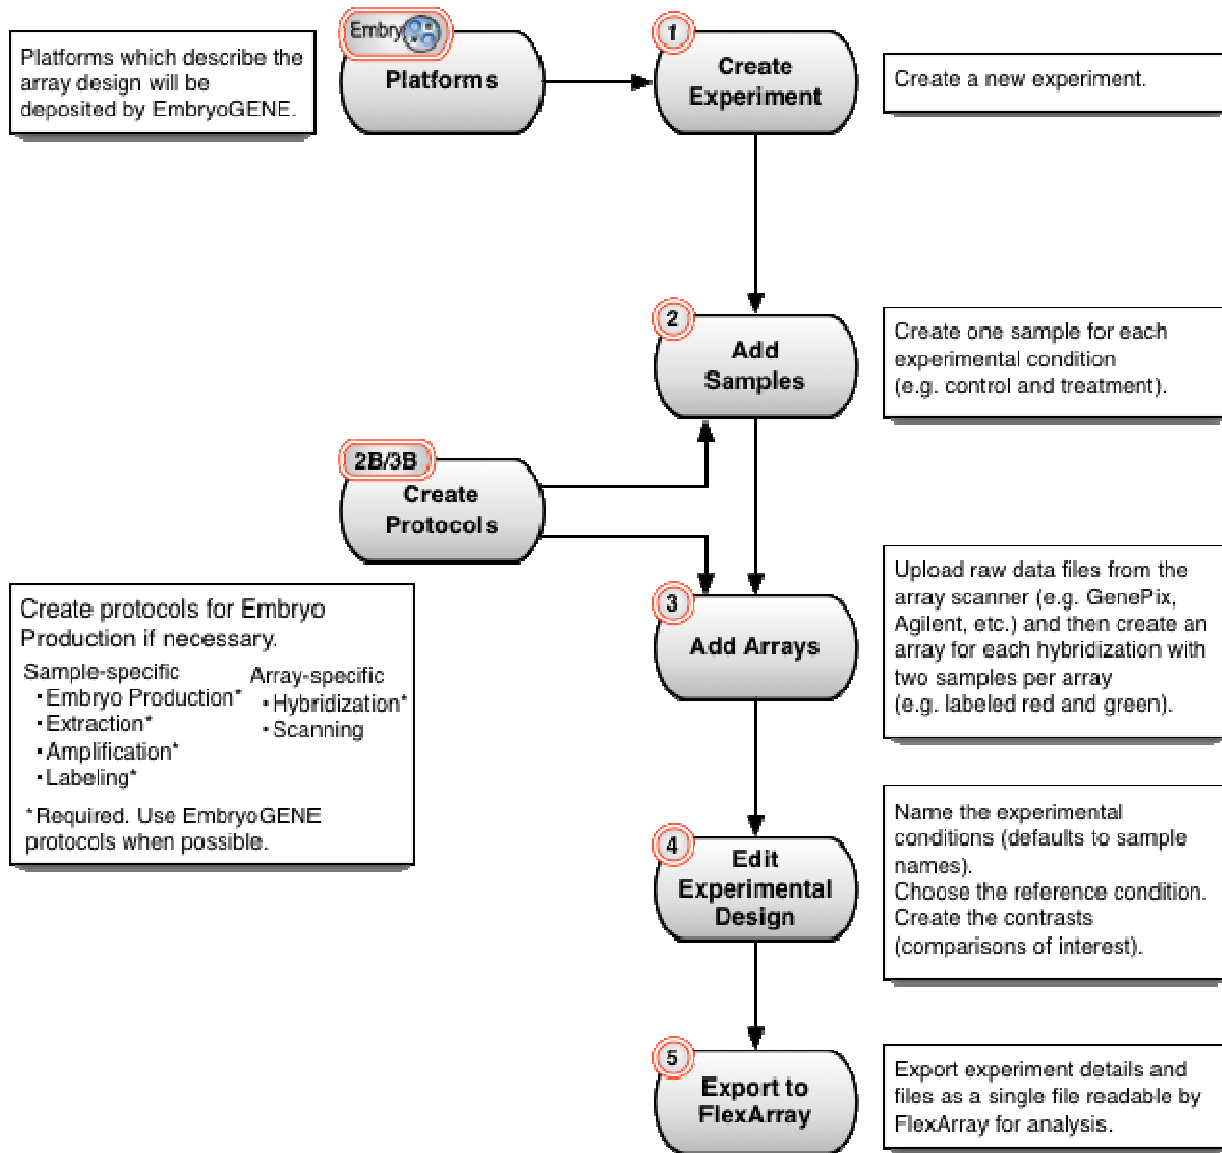 Platforms which describe the
array design will be
deposited by EmbryoGENE.
Embry
Platforms
1
Create
Experiment
Create a new experiment.
2
Add
Samples
Create one sample for each
experimental condition
(e.g. control and treatment).
2B/3B
Create
Protocols
Create protocols for Embryo
Production if necessary.
Sample-specific
·Embryo Production*
·Extraction*
·Amplification*
·Labeling*
Array-specific
·Hybridization*
·Scanning
*Required. Use EmbryoGENE
protocols when possible.
3
Add Arrays
Upload raw data files from the
array scanner (e.g. GenePix,
Agilent, etc.) and then create an
array for each hybridization with
two samples per array
(e.g. labeled red and green).
4
Edit
Experimental
Design
Name the experimental
conditions (defaults to sample
names).
Choose the reference condition.
Create the contrasts
(comparisons of interest).
5
Export to
FlexArray
Export experiment details and
files as a single file readable by
FlexArray for analysis.